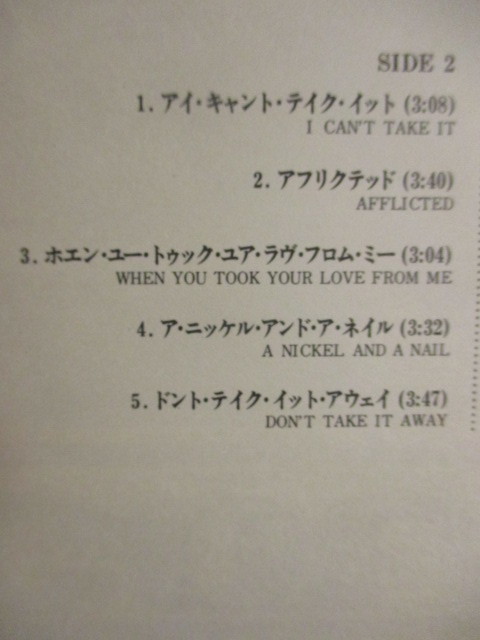 SIDE 2
1. アイ・キャント・テイク・イット (3:08)
I CAN'T TAKE IT
2. アフリクテッド (3:40)
AFFLICTED
3. ホエン・ユー・トゥック・ユア・ラヴ・フロム・ミー (3:04)
WHEN YOU TOOK YOUR LOVE FROM ME
4. ア・ニッケル・アンド・ア・ネイル (3:32)
A NICKEL AND A NAIL
5. ドント・テイク・イット・アウェイ (3:47)
DON'T TAKE IT AWAY